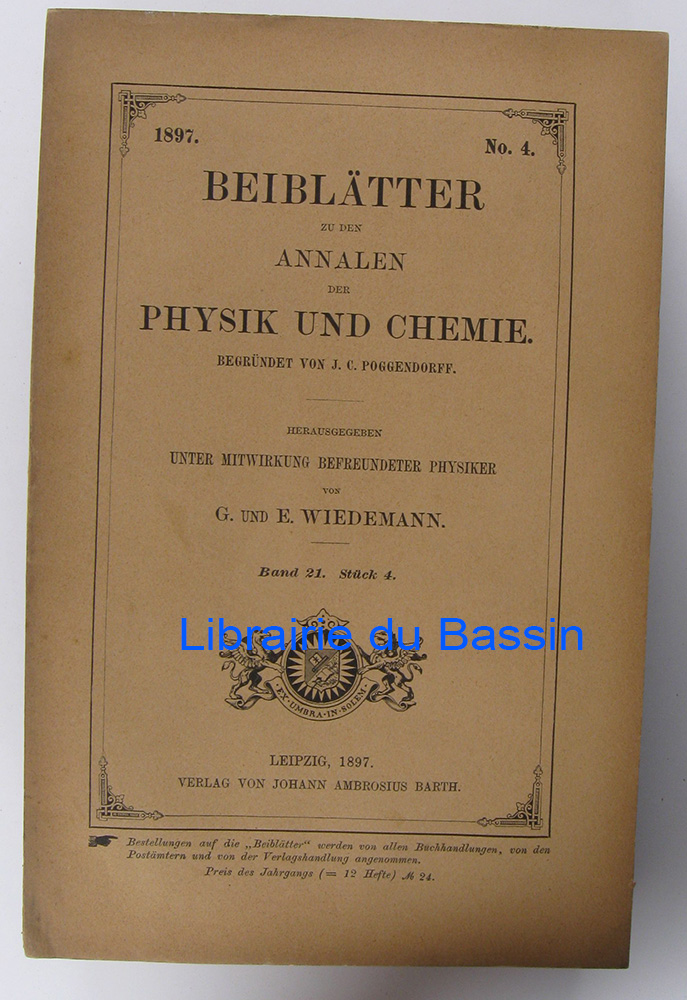 1897.
No. 4.
BEIBLÄTTER
ZU DEN
ANNALEN
DER
PHYSIK UND CHEMIE.
BEGRÜNDET VON J. C. POGGENDORFF.
HERAUSGEGEBEN
UNTER MITWIRKUNG BEFREUNDETER PHYSIKER
VON
G. UND E. WIEDEMANN.
Band 21. Stück 4.
Librairie du Bassin
EX·UMBRA·IN·SOLEM
LEIPZIG, 1897.
VERLAG VON JOHANN AMBROSIUS BARTH.
Bestellungen auf die „Beiblätter“ werden von allen Buchhandlungen, von den
Postämtern und von der Verlagshandlung angenommen.
Preis des Jahrgangs (= 12 Hefte) ℳ 24.